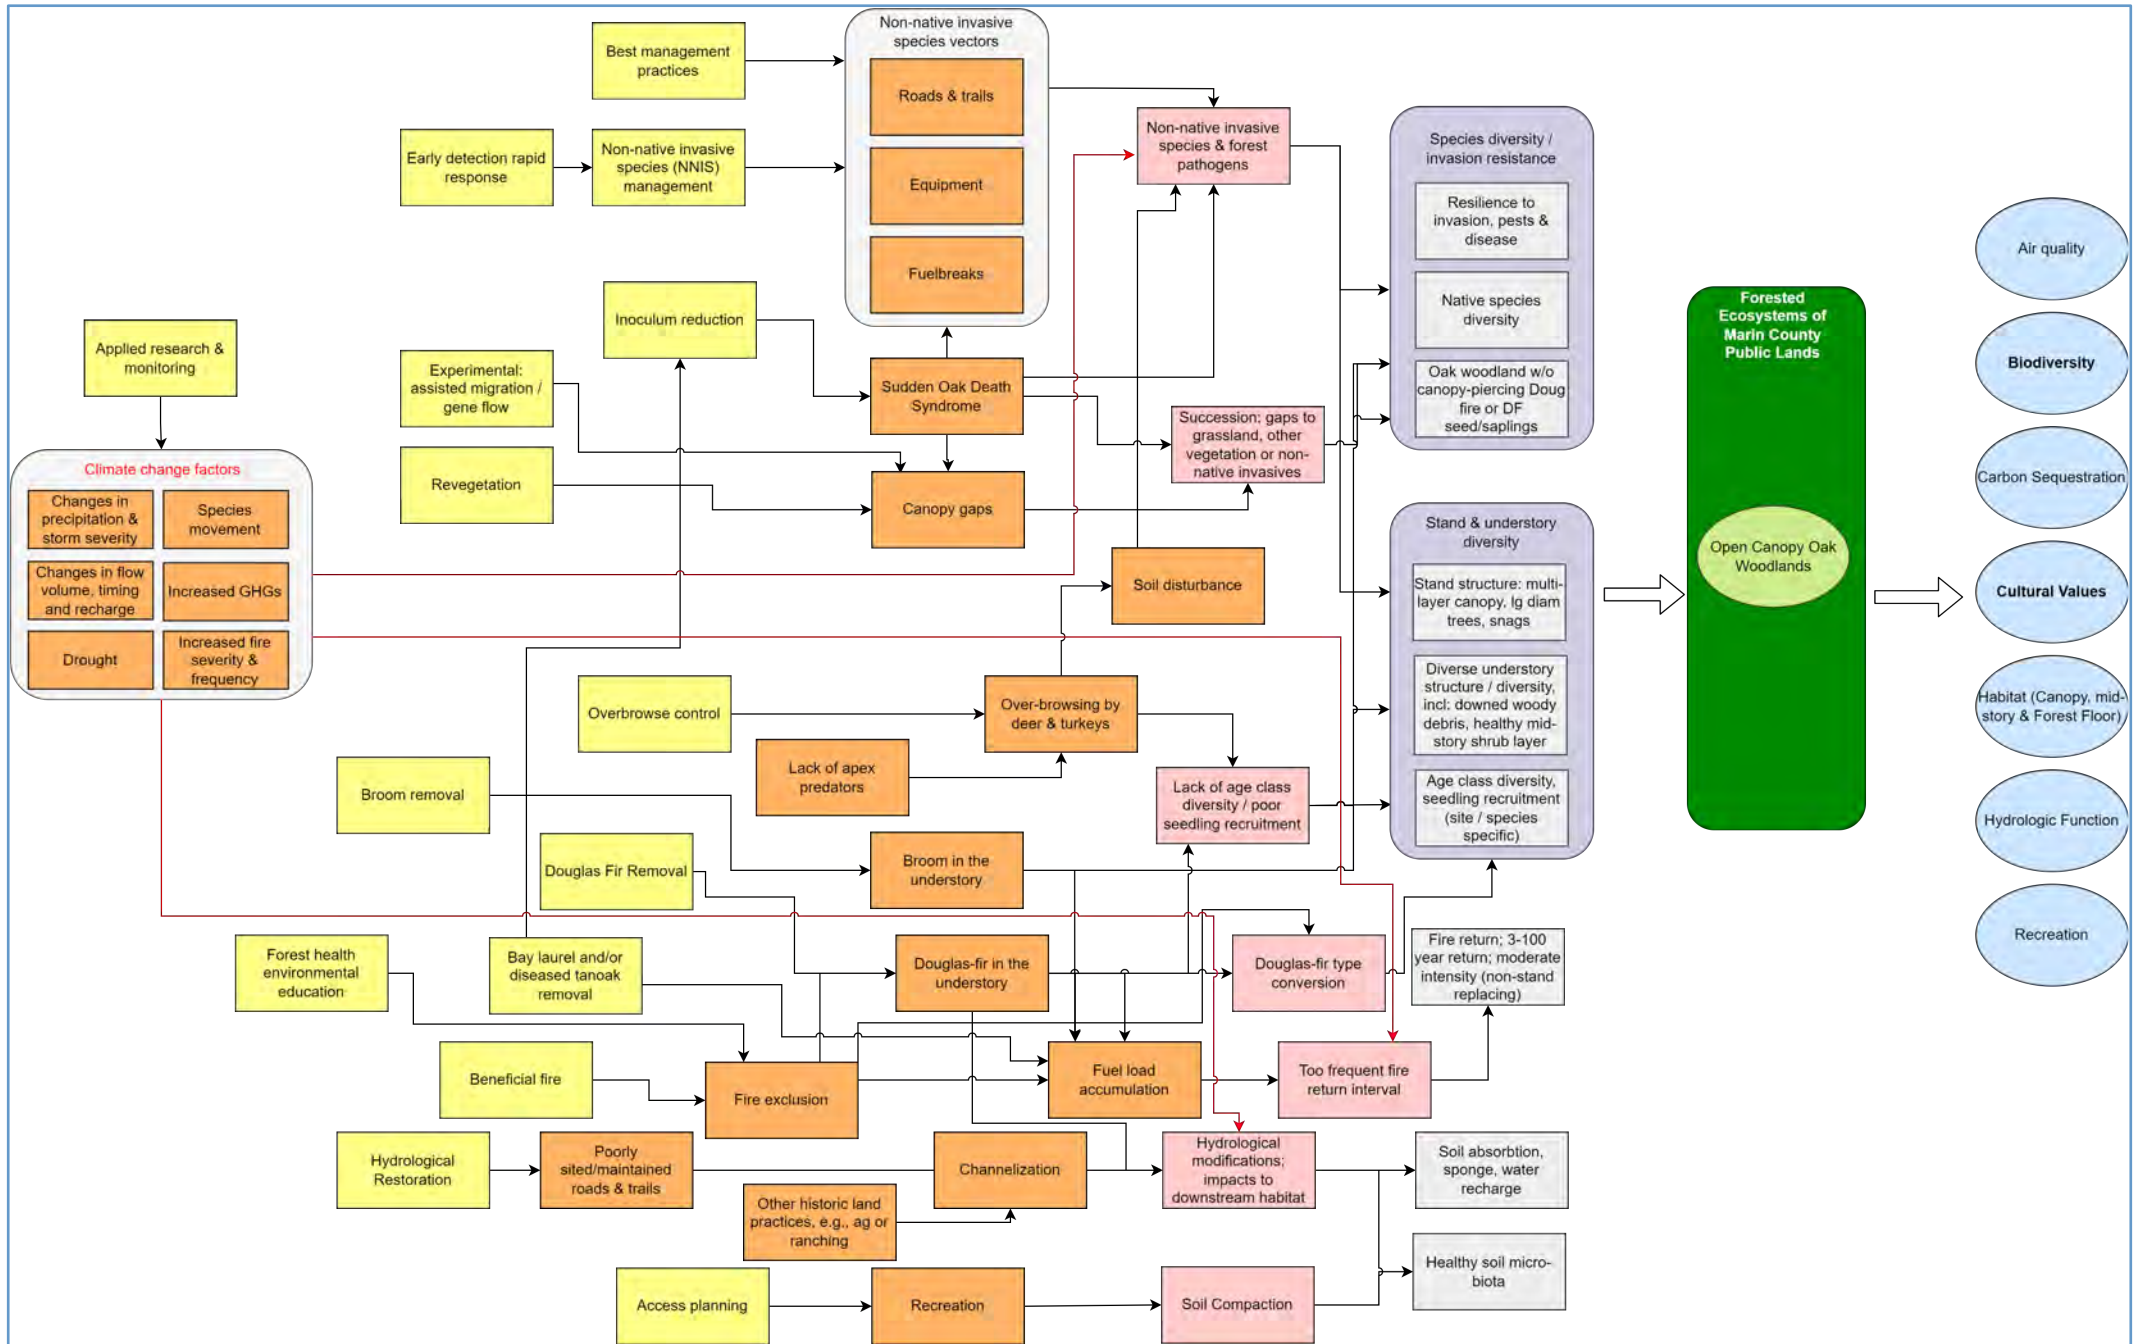 Non-native invasive
species vectors
Best management
practices
Roads & trails
Early detection rapid
response
Non-native invasive
species (NNIS)
management
Equipment
Fuelbreaks
Non-native invasive
species & forest
pathogens
Species diversity /
invasion resistance
Resilience to
invasion, pests &
disease
Native species
diversity
Oak woodland w/o
canopy-piercing Doug
fire or DF
seed/saplings
Inoculum reduction
Applied research &
monitoring
Experimental:
assisted migration /
gene flow
Sudden Oak Death
Syndrome
Succession: gaps to
grassland, other
vegetation or non-
native invasives
Revegetation
Canopy gaps
Climate change factors
Changes in
precipitation &
storm severity
Species
movement
Changes in flow
volume, timing
and recharge
Increased GHGs
Drought
Increased fire
severity &
frequency
Soil disturbance
Stand & understory
diversity
Stand structure: multi-
layer canopy, lg diam
trees, snags
Diverse understory
structure / diversity,
incl: downed woody
debris, healthy mid-
story shrub layer
Age class diversity,
seedling recruitment
(site / species
specific)
Overbrowse control
Over-browsing by
deer & turkeys
Lack of apex
predators
Lack of age class
diversity / poor
seedling recruitment
Broom removal
Broom in the
understory
Douglas Fir Removal
Forest health
environmental
education
Bay laurel and/or
diseased tanoak
removal
Douglas-fir in the
understory
Douglas-fir type
conversion
Fire return; 3-100
year return; moderate
intensity (non-stand
replacing)
Beneficial fire
Fire exclusion
Fuel load
accumulation
Too frequent fire
return interval
Hydrological
Restoration
Poorly
sited/maintained
roads & trails
Channelization
Hydrological
modifications;
impacts to
downstream habitat
Soil absorbtion,
sponge, water
recharge
Other historic land
practices, e.g., ag or
ranching
Healthy soil micro-
biota
Access planning
Recreation
Soil Compaction
Forested
Ecosystems of
Marin County
Public Lands
Open Canopy Oak
Woodlands
Air quality
Biodiversity
Carbon Sequestration
Cultural Values
Habitat (Canopy, mid-
story & Forest Floor)
Hydrologic Function
Recreation